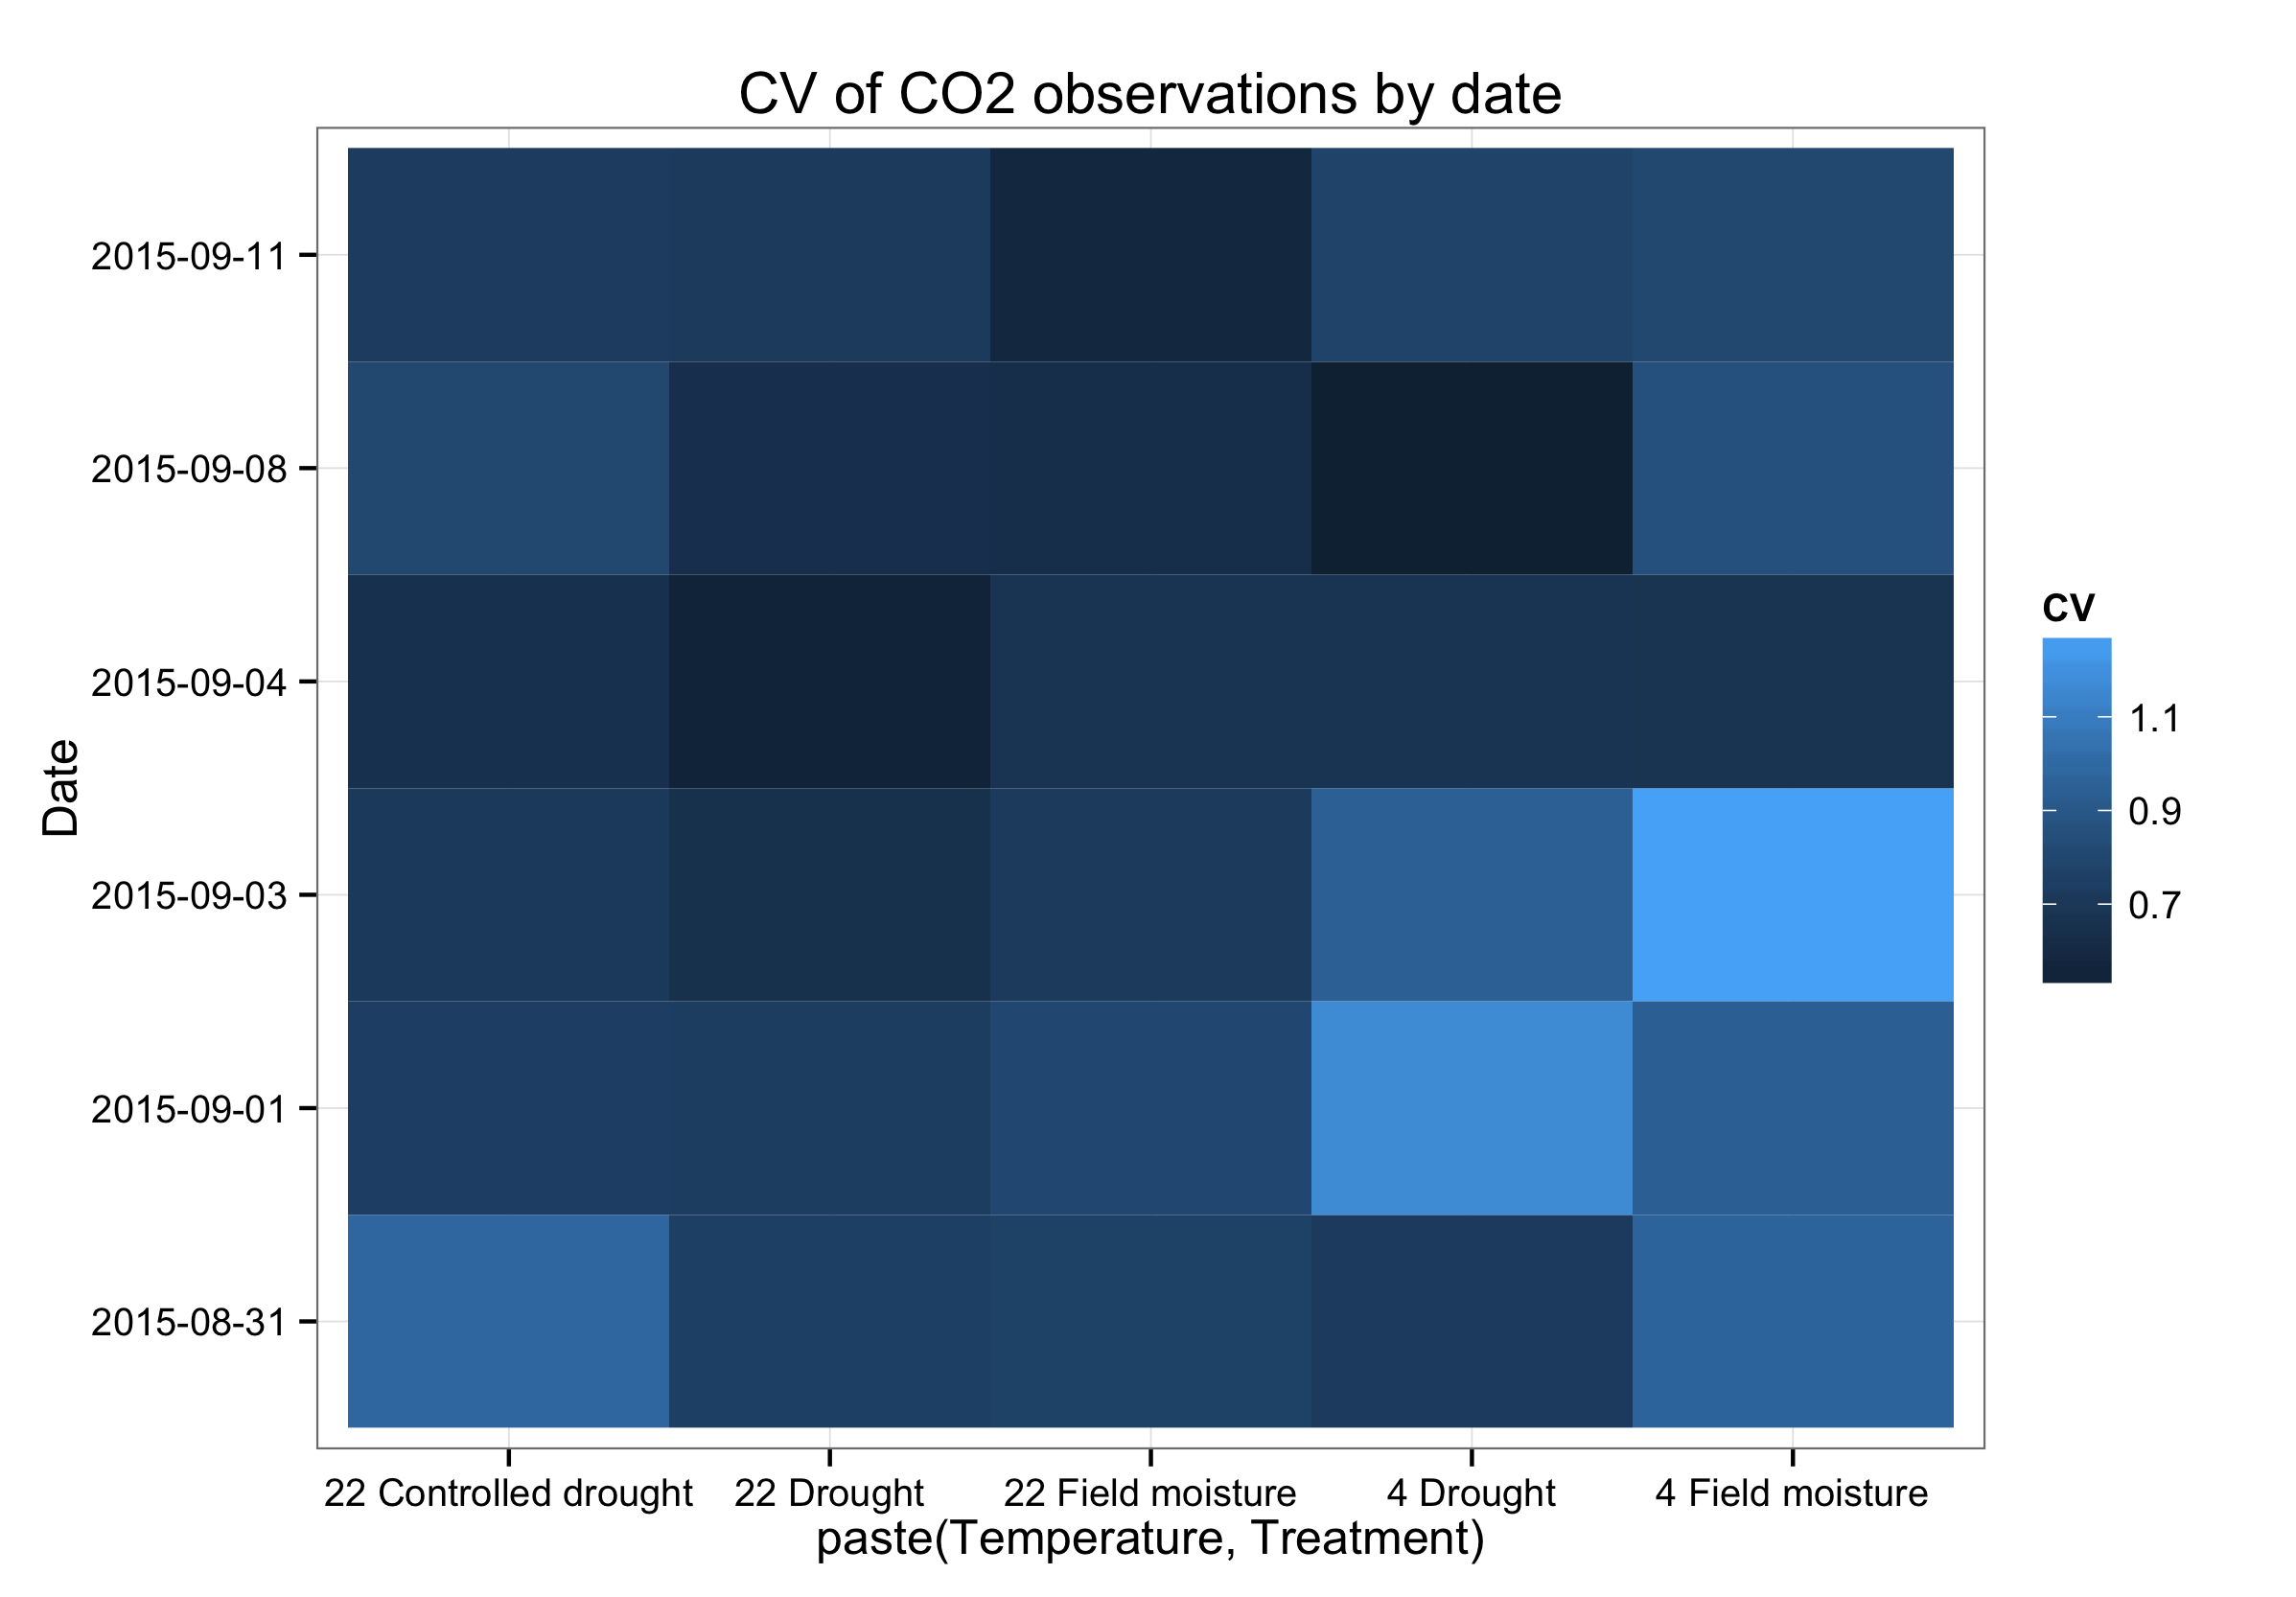 CV of CO2 observations by date
Date
2015-09-11
2015-09-08
2015-09-04
2015-09-03
2015-09-01
2015-08-31
22 Controlled drought
22 Drought
22 Field moisture
4 Drought
4 Field moisture
paste(Temperature, Treatment)
cv
1.1
0.9
0.7